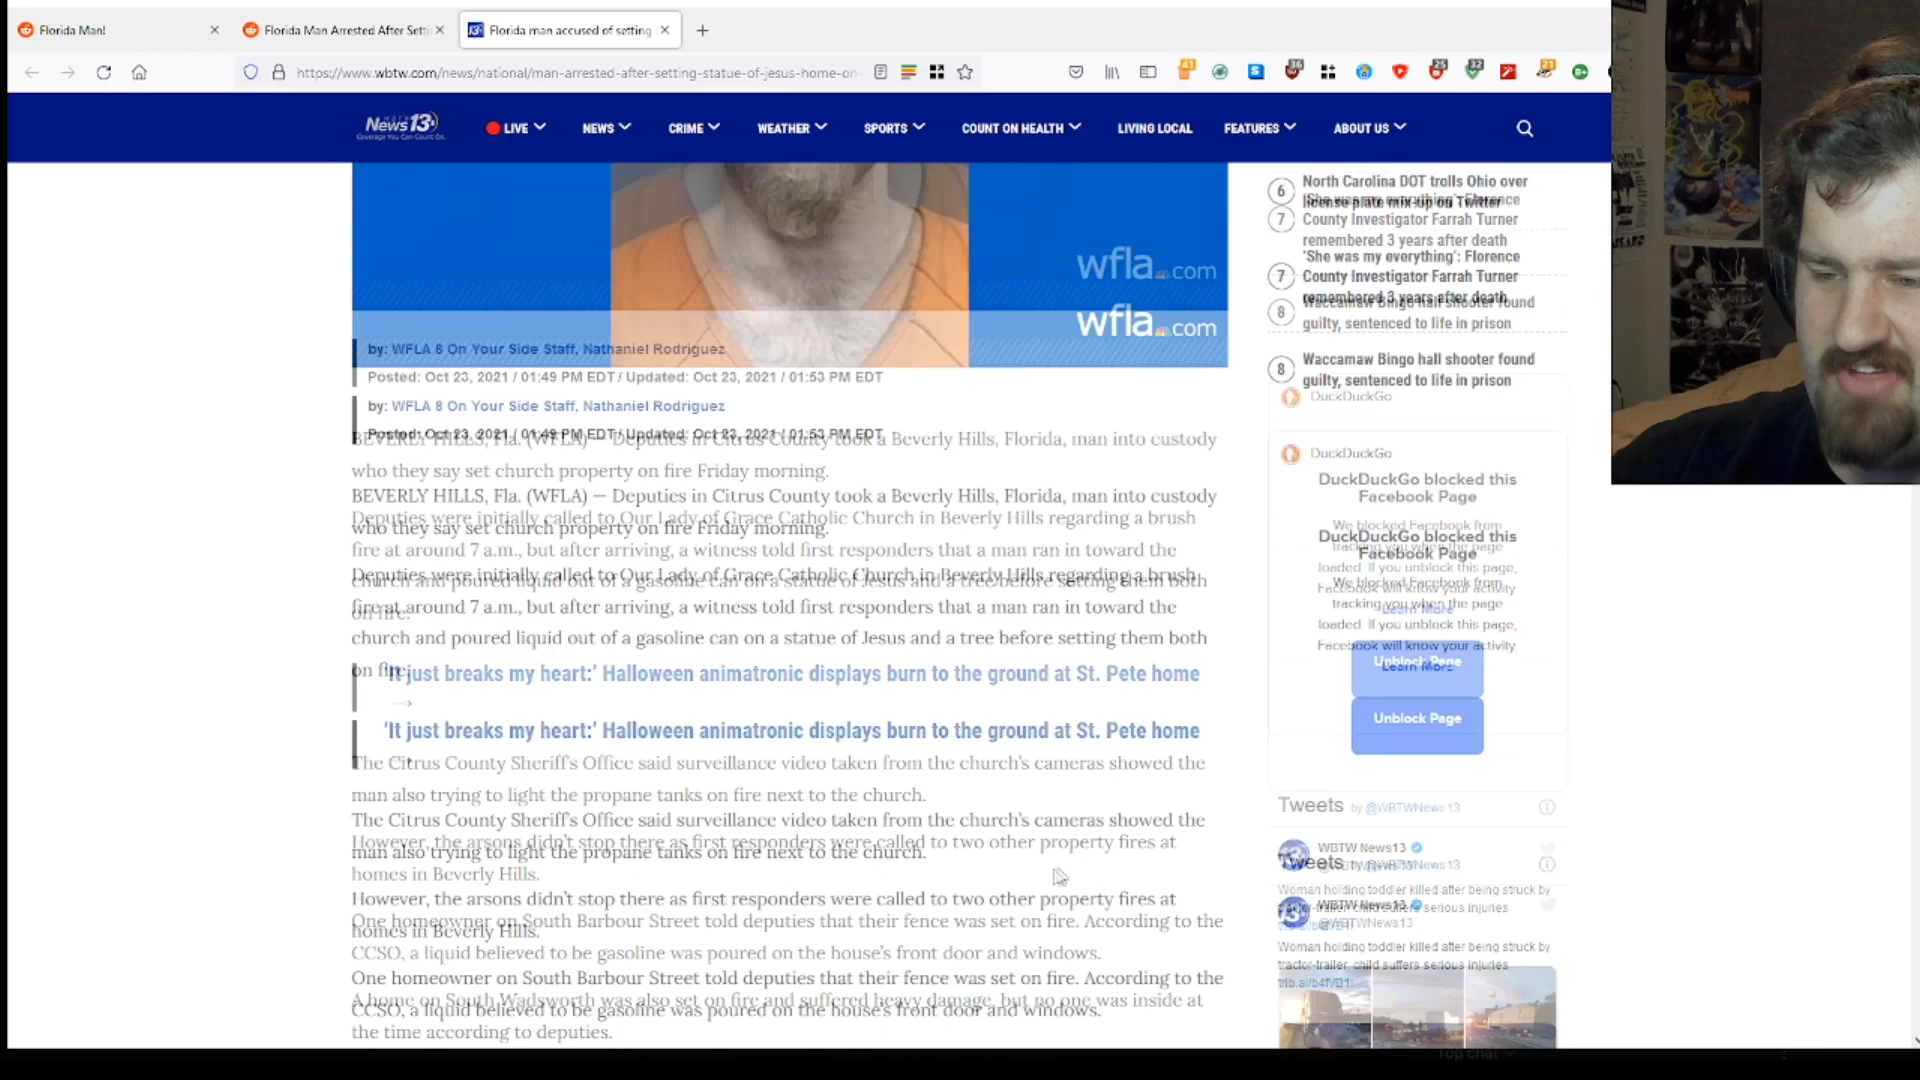 Florida Man!
Florida Man Arrested After Setti
Florida man accused of setting
https://www.wbtw.com/news/national/man-arrested-after-setting-statue-of-jesus-home-on-
41
16
25
32
21
News13
Coverage You Can Count On.
LIVE
NEWS
CRIME
WEATHER
SPORTS
COUNT ON HEALTH
LIVING LOCAL
FEATURES
ABOUT US
wfla.com
wfla.com
by: WFLA 8 On Your Side Staff, Nathaniel Rodriguez
Posted: Oct 23, 2021 / 01:49 PM EDT / Updated: Oct 23, 2021 / 01:53 PM EDT
by: WFLA 8 On Your Side Staff, Nathaniel Rodriguez
Posted: Oct 23, 2021 / 01:49 PM EDT / Updated: Oct 23, 2021 / 01:53 PM EDT
BEVERLY HILLS, Fla. (WFLA) — Deputies in Citrus County took a Beverly Hills, Florida, man into custody
who they say set church property on fire Friday morning.
BEVERLY HILLS, Fla. (WFLA) — Deputies in Citrus County took a Beverly Hills, Florida, man into custody
Deputies were initially called to Our Lady of Grace Catholic Church in Beverly Hills regarding a brush
who they say set church property on fire Friday morning.
fire at around 7 a.m., but after arriving, a witness told first responders that a man ran in toward the
Deputies were initially called to Our Lady of Grace Catholic Church in Beverly Hills regarding a brush
church and poured liquid out of a gasoline can on a statue of Jesus and a tree before setting them both
fire at around 7 a.m., but after arriving, a witness told first responders that a man ran in toward the
on fire.
church and poured liquid out of a gasoline can on a statue of Jesus and a tree before setting them both
on fire.
'It just breaks my heart:' Halloween animatronic displays burn to the ground at St. Pete home
→
'It just breaks my heart:' Halloween animatronic displays burn to the ground at St. Pete home
→
The Citrus County Sheriff's Office said surveillance video taken from the church's cameras showed the
man also trying to light the propane tanks on fire next to the church.
The Citrus County Sheriff's Office said surveillance video taken from the church's cameras showed the
However, the arsons didn't stop there as first responders were called to two other property fires at
man also trying to light the propane tanks on fire next to the church.
homes in Beverly Hills.
However, the arsons didn't stop there as first responders were called to two other property fires at
One homeowner on South Barbour Street told deputies that their fence was set on fire. According to the
homes in Beverly Hills.
CCSO, a liquid believed to be gasoline was poured on the house's front door and windows.
One homeowner on South Barbour Street told deputies that their fence was set on fire. According to the
A home on South Wadsworth was also set on fire and suffered heavy damage, but no one was inside at
CCSO, a liquid believed to be gasoline was poured on the house's front door and windows.
the time according to deputies.
6 North Carolina DOT trolls Ohio over
license plate mix-up on Twitter
7 'She was my everything': Florence
County Investigator Farrah Turner
remembered 3 years after death
7 'She was my everything': Florence
County Investigator Farrah Turner
remembered 3 years after death
8 Waccamaw Bingo hall shooter found
guilty, sentenced to life in prison
8 Waccamaw Bingo hall shooter found
guilty, sentenced to life in prison
DuckDuckGo
DuckDuckGo
DuckDuckGo blocked this
Facebook Page
We blocked Facebook from
tracking you when the page
loaded. If you unblock this page,
Facebook will know your activity
Learn More
Unblock Page
DuckDuckGo blocked this
Facebook Page
We blocked Facebook from
tracking you when the page
loaded. If you unblock this page,
Facebook will know your activity
Learn More
Unblock Page
Tweets by @WBTWNews13
WBTW News13
Tweets by @WBTWNews13
Woman holding toddler killed after being struck by
tractor-trailer, child suffers serious injuries
WBTW News13
@WBTWNews13
Woman holding toddler killed after being struck by
tractor-trailer, child suffers serious injuries
Top chat